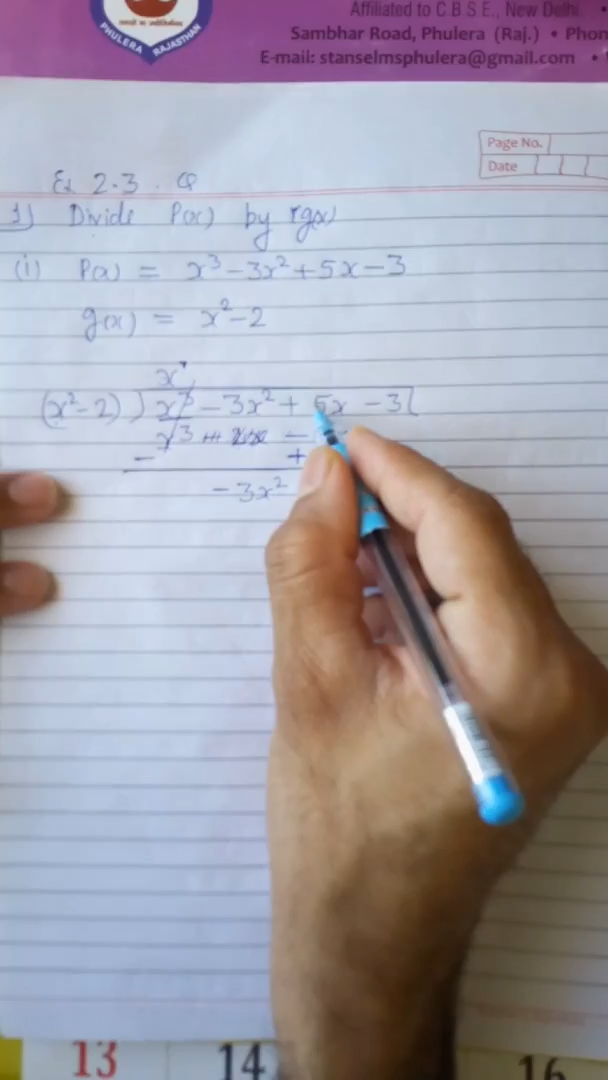 PHULERA RAJASTHAN
Affiliated to C.B.S.E., New Delhi. •
Sambhar Road, Phulera (Raj.) • Phon
E-mail: stanselmsphulera@gmail.com •
Page No.
Date
Ex 2.3 . Q
1) Divide P(x) by g(x)
(i) P(x) = x³ - 3x² + 5x - 3
g(x) = x² - 2
x
(x² - 2) ) x³ - 3x² + 5x - 3 (
x³ -
- +
- 3x²
13 14 16